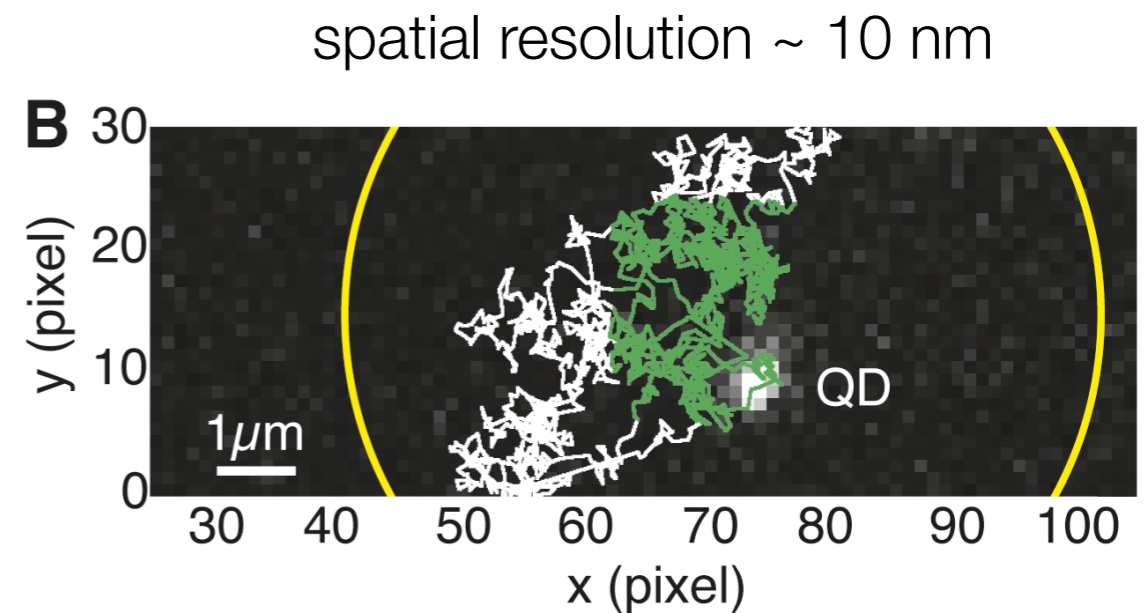 spatial resolution ~ 10 nm
B
30
20
10
0
y (pixel)
1μm
QD
30 40 50 60 70 80 90 100
x (pixel)